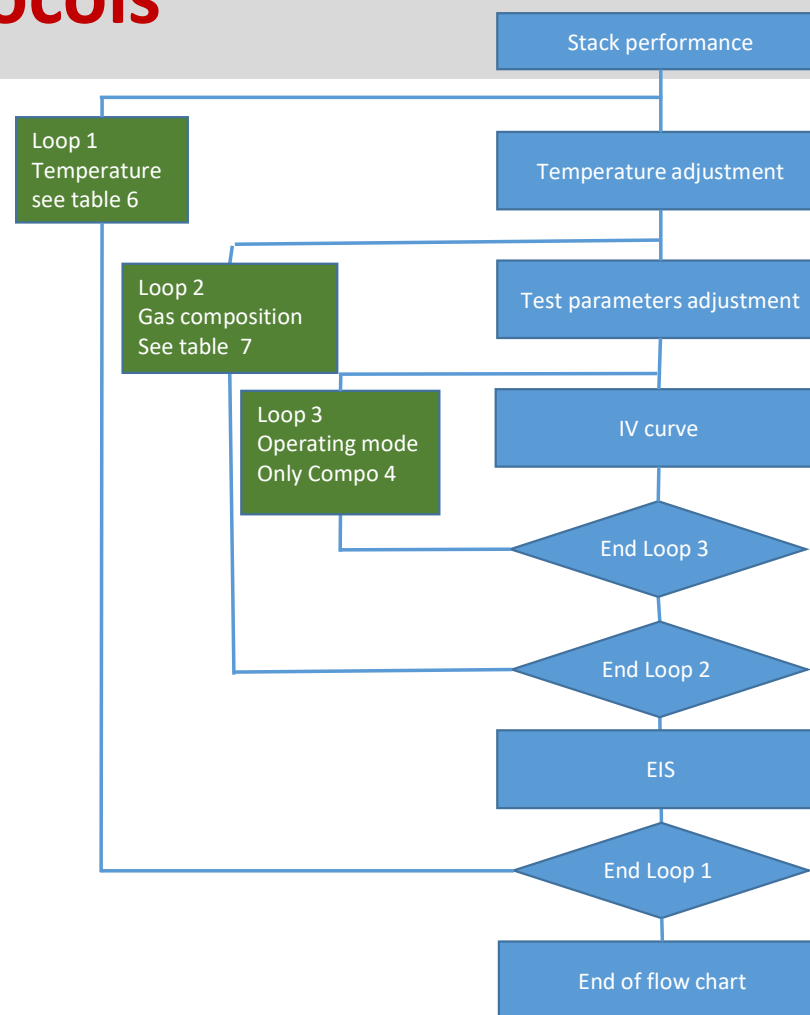 Stack performance
Loop 1
Temperature
see table 6
Temperature adjustment
Loop 2
Gas composition
See table  7
Test parameters adjustment
Loop 3
Operating mode
Only Compo 4
IV curve
End Loop 3
End Loop 2
EIS
End Loop 1
End of flow chart